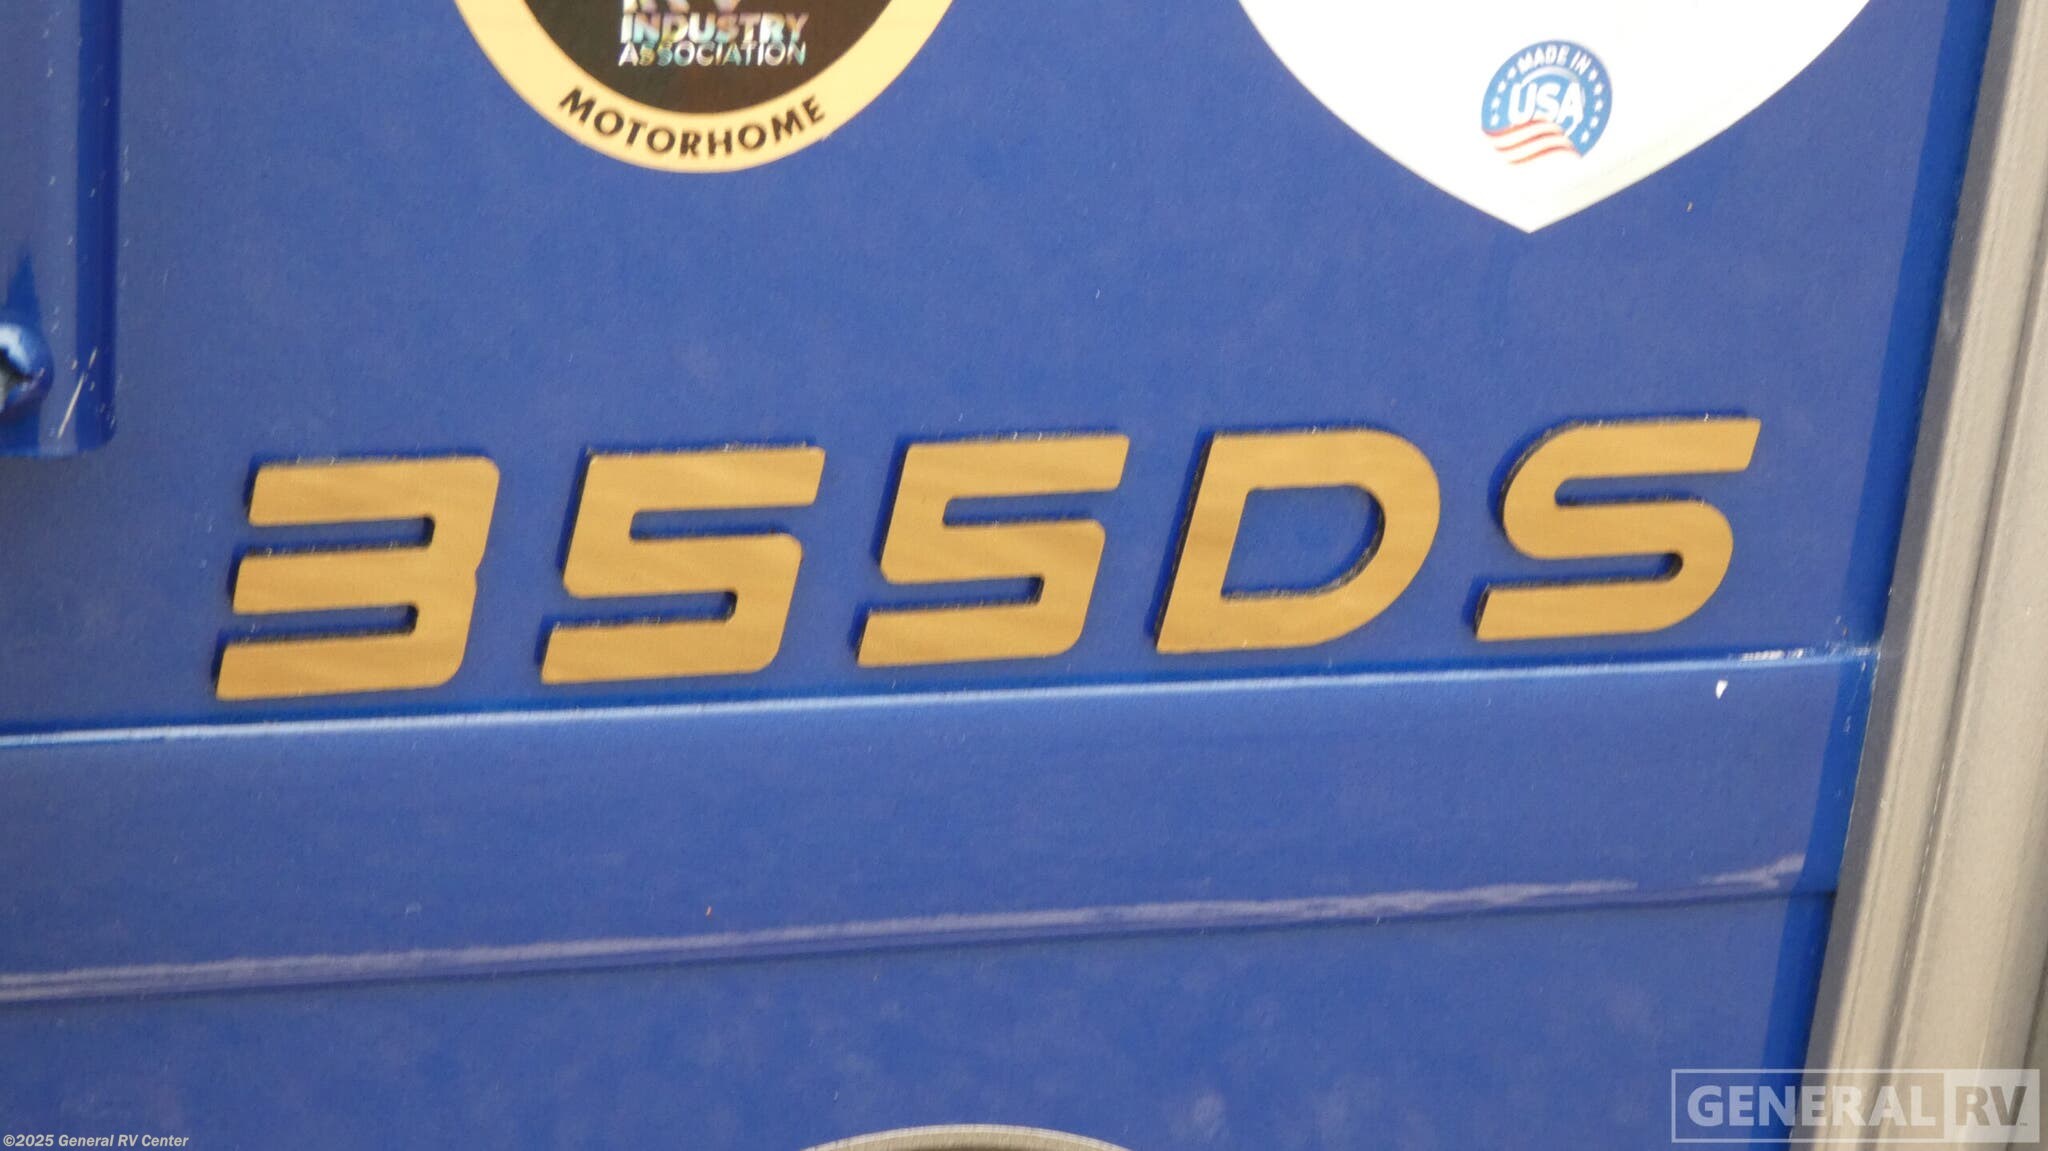 INDUSTRY
ASSOCIATION
MOTORHOME
MADE IN
USA
355DS
GENERAL RV
©2025 General RV Center